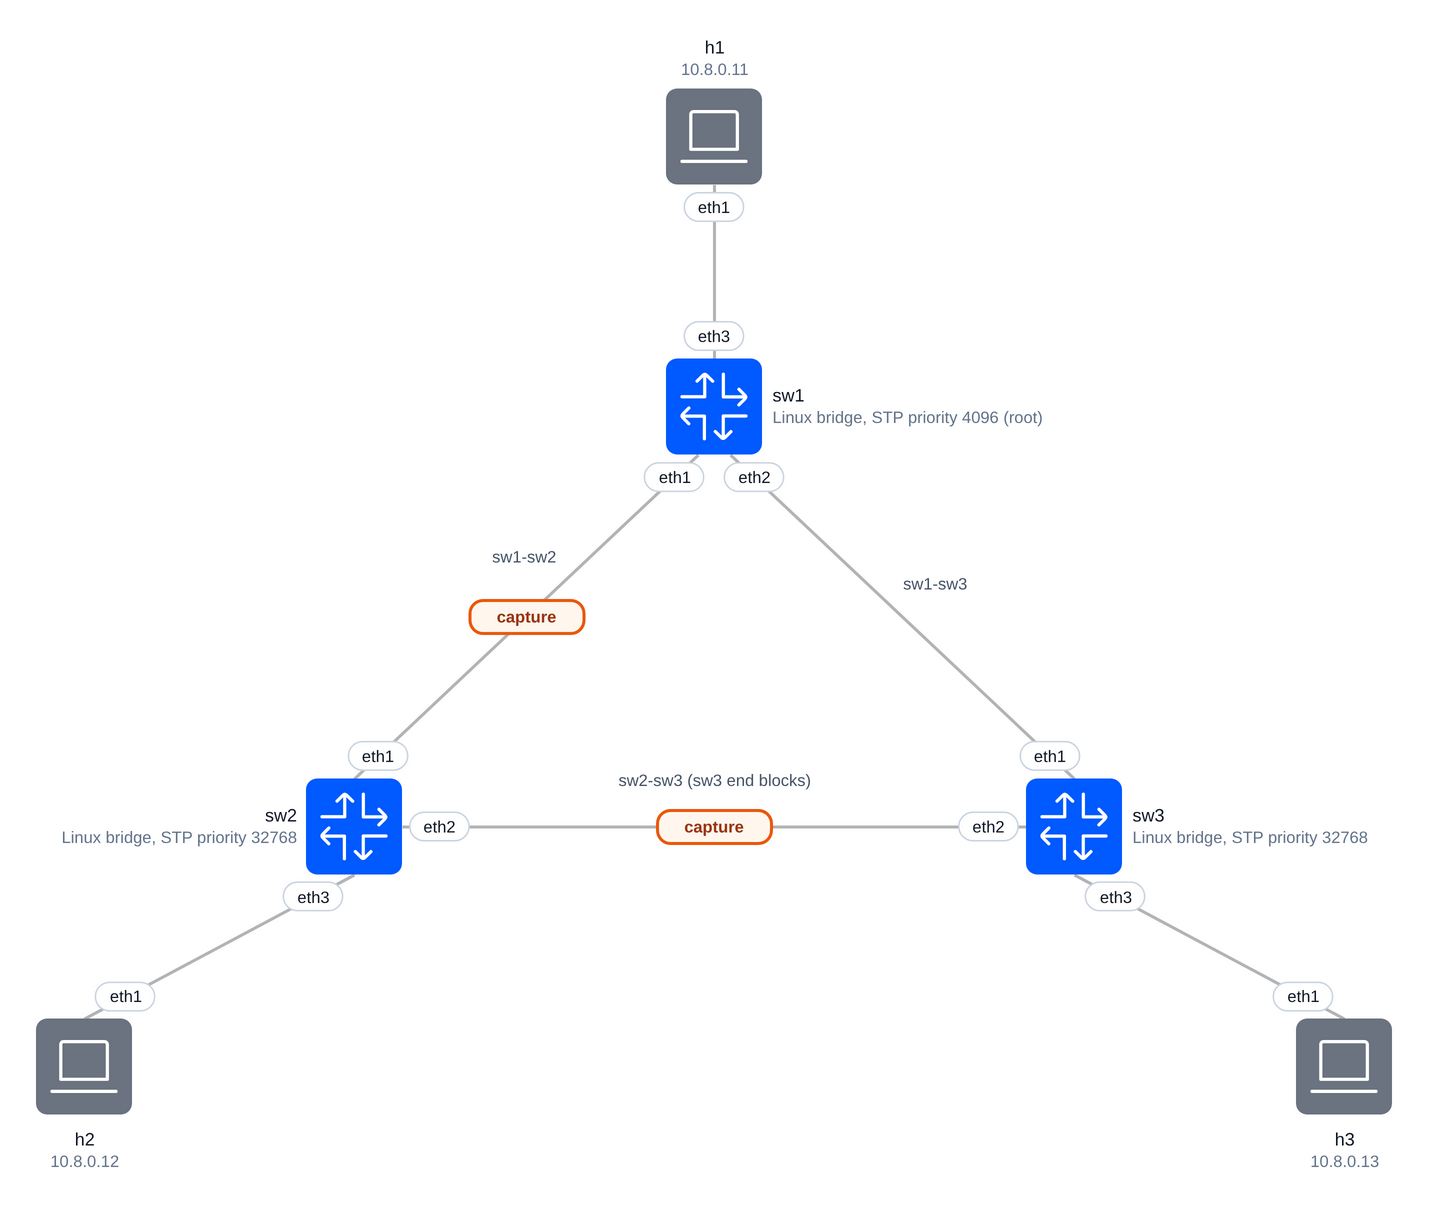 h1
10.8.0.11
eth1
eth3
sw1
Linux bridge, STP priority 4096 (root)
eth1
eth2
sw1-sw2
sw1-sw3
capture
eth1
eth1
sw2-sw3 (sw3 end blocks)
sw2
Linux bridge, STP priority 32768
eth2
capture
eth2
sw3
Linux bridge, STP priority 32768
eth3
eth3
eth1
eth1
h2
10.8.0.12
h3
10.8.0.13